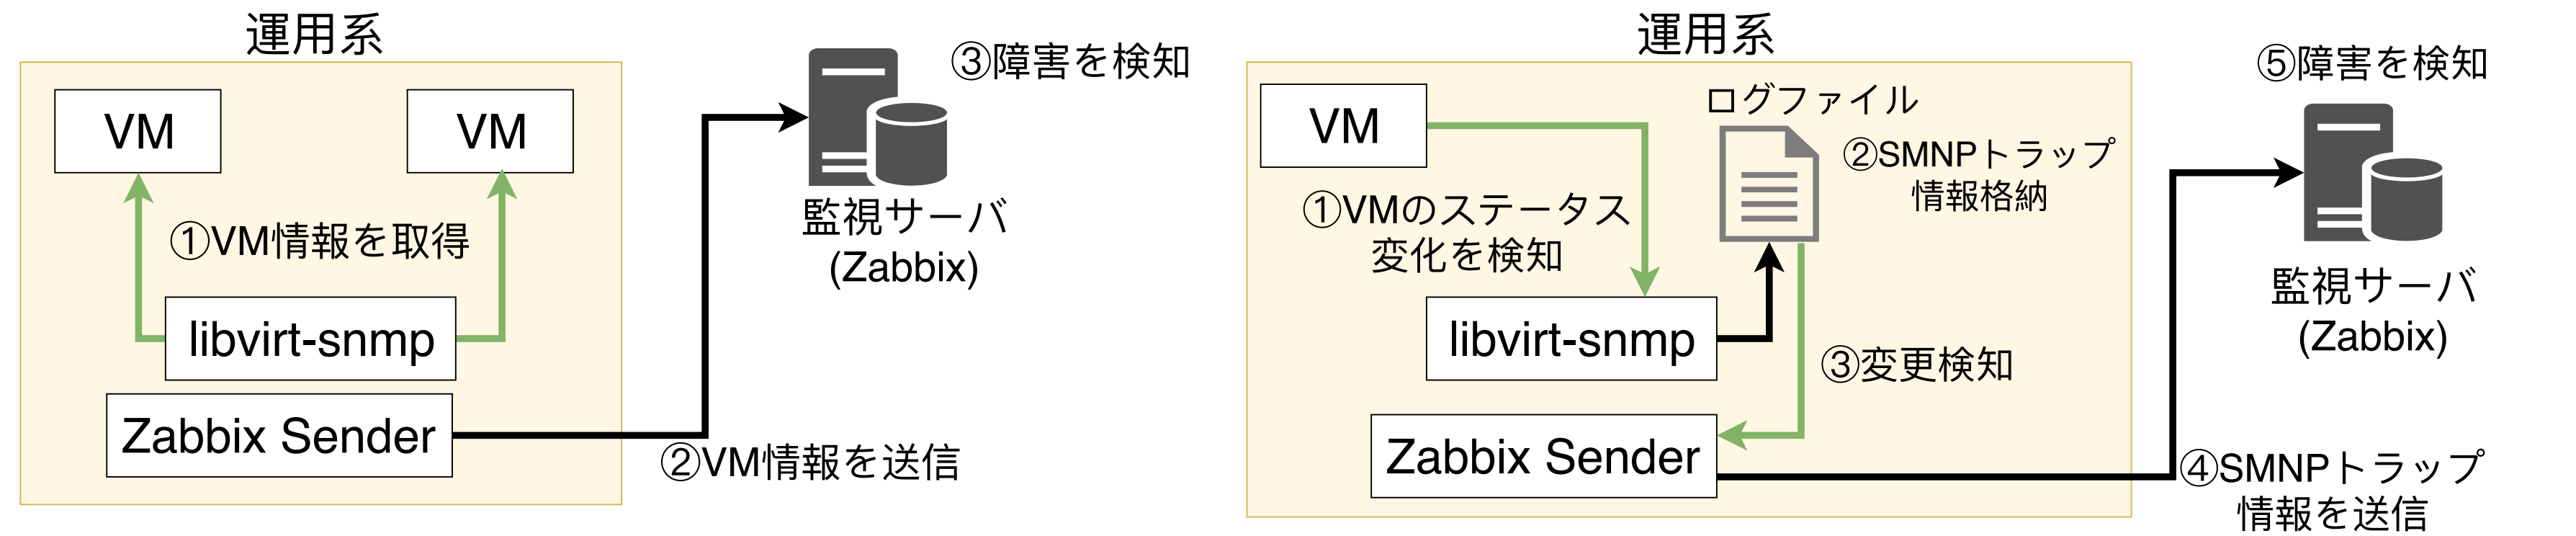 運用系
VM
VM
①VM情報を取得
libvirt-snmp
Zabbix Sender
②VM情報を送信
③障害を検知
監視サーバ
(Zabbix)
運用系
VM
ログファイル
②SMNPトラップ
情報格納
①VMのステータス
変化を検知
libvirt-snmp
③変更検知
Zabbix Sender
④SMNPトラップ
情報を送信
⑤障害を検知
監視サーバ
(Zabbix)